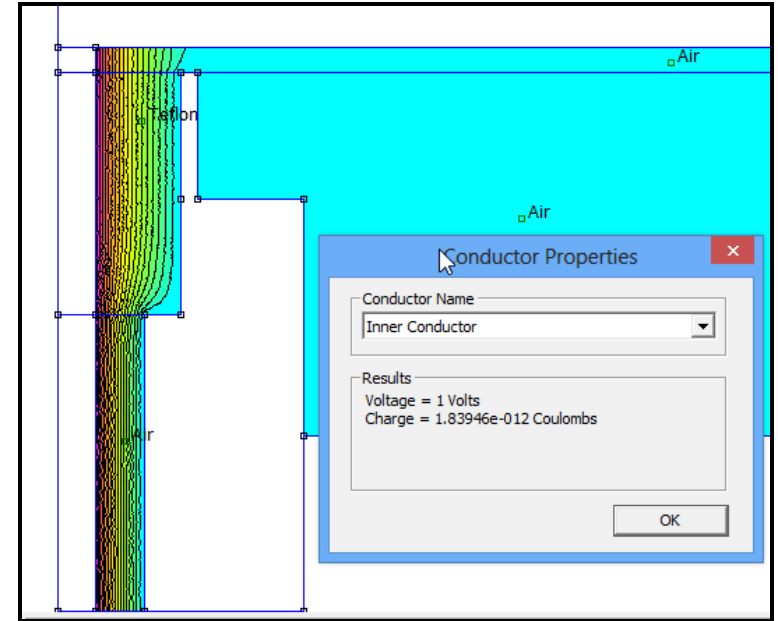 Air
Teflon
Air
Conductor Properties
Conductor Name
Inner Conductor
Results
Voltage = 1 Volts
Charge = 1.83946e-012 Coulombs
Air
OK